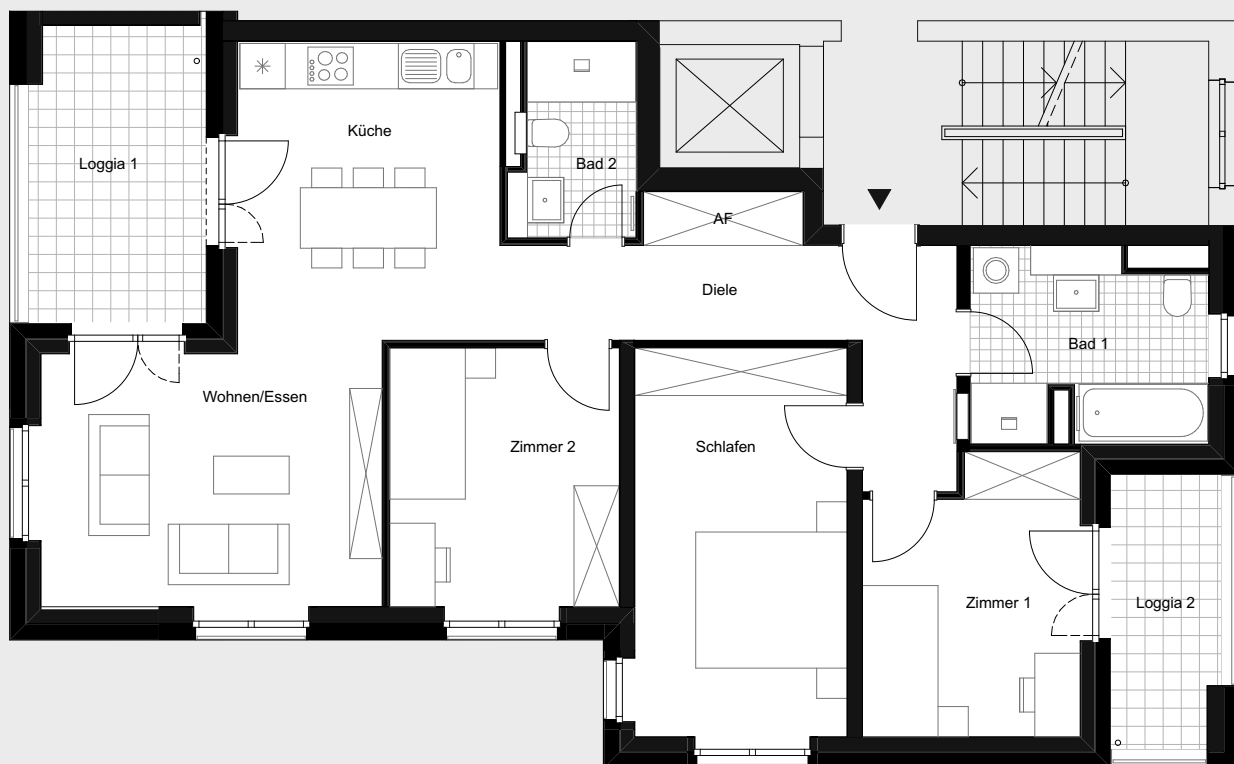 Küche
Loggia 1
Bad 2
AF
Diele
Bad 1
Wohnen/Essen
Zimmer 2
Schlafen
Zimmer 1
Loggia 2